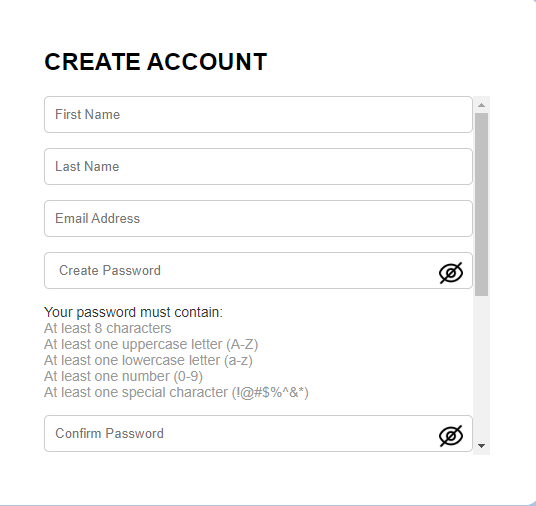 CREATE ACCOUNT
First Name
Last Name
Email Address
Create Password
Your password must contain:
At least 8 characters
At least one uppercase letter (A-Z)
At least one lowercase letter (a-z)
At least one number (0-9)
At least one special character (!@#$%^&*)
Confirm Password